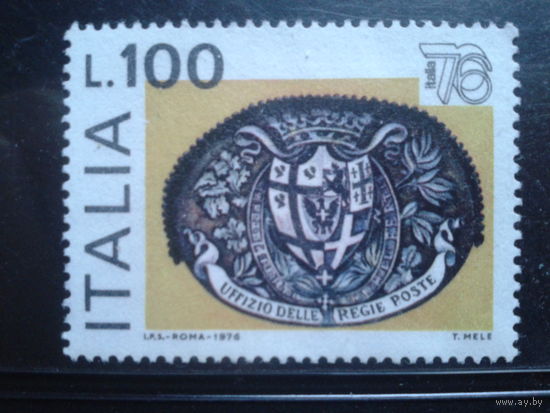 ITALIA
L.100
italia 76
UFFIZIO DELLE REGIE POSTE
I.P.S.-ROMA-1976
T. MELE
www.ay.by